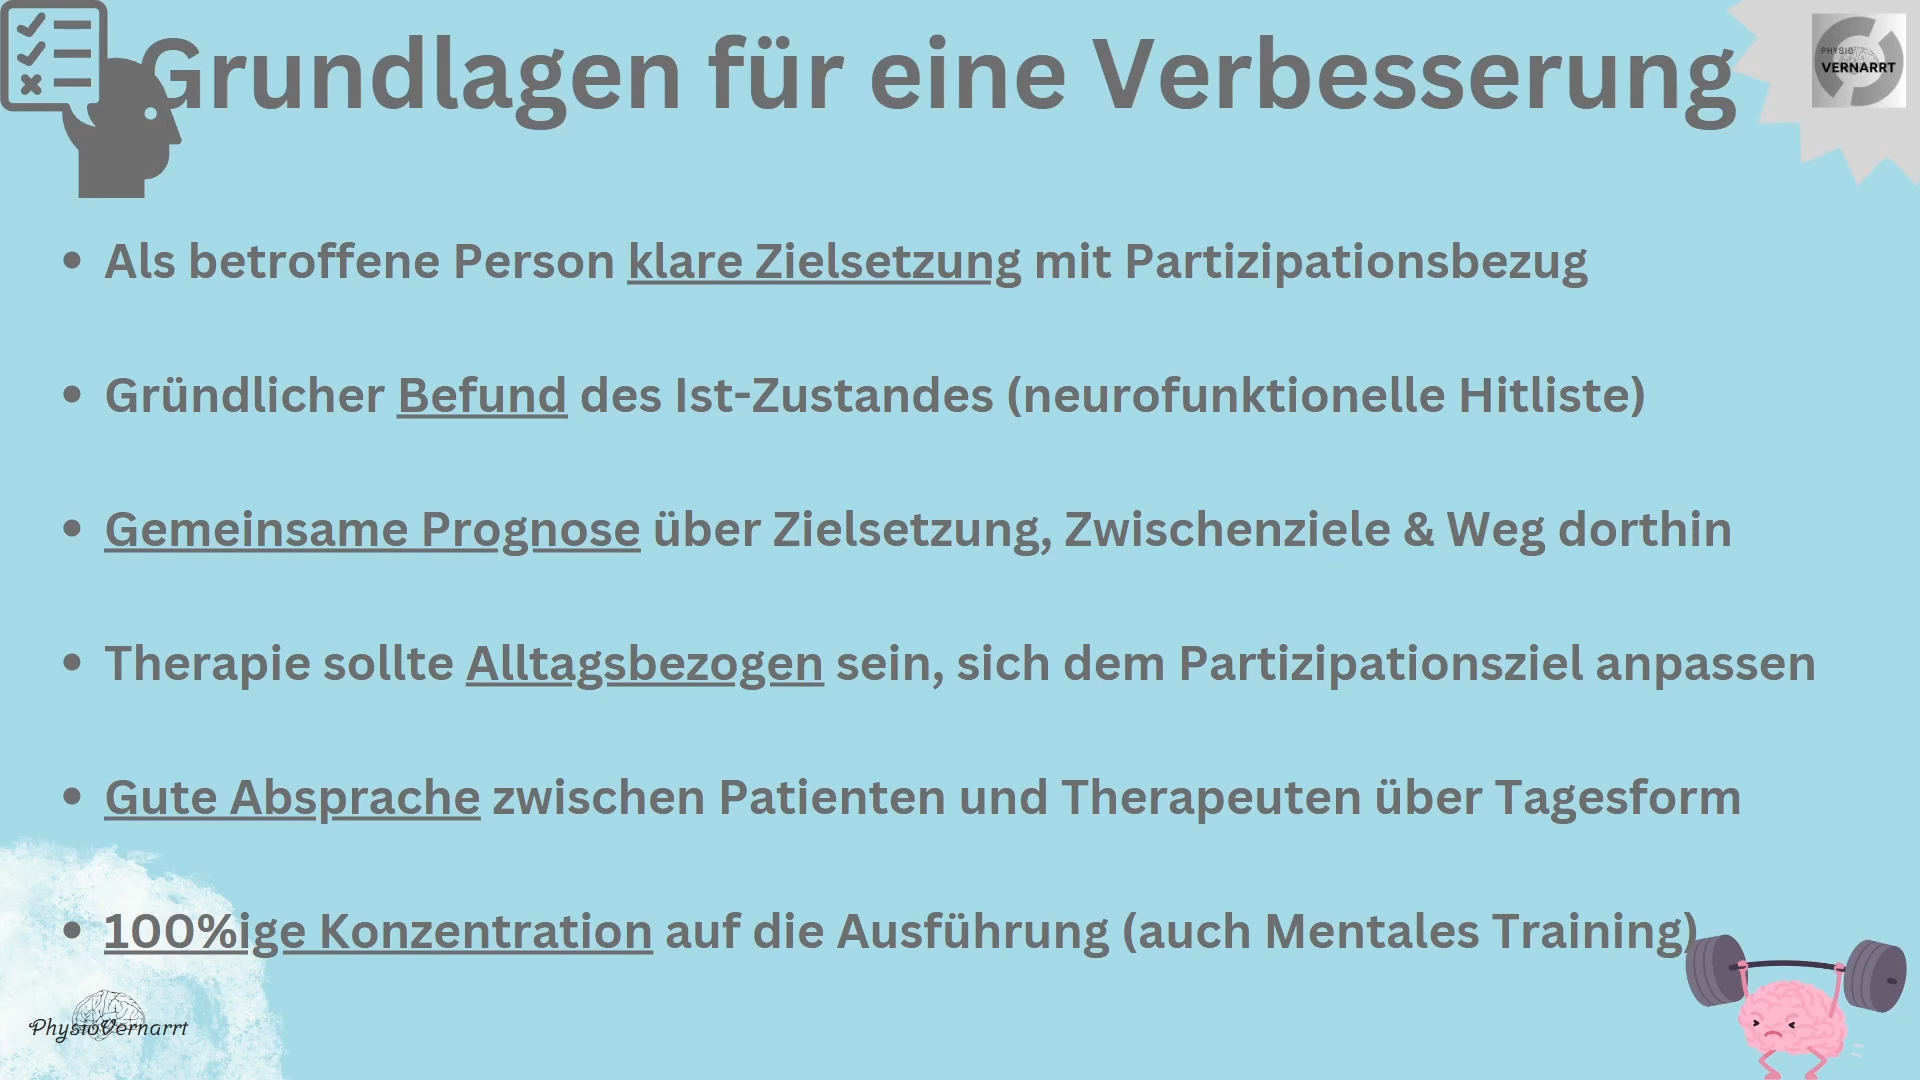 Grundlagen für eine Verbesserung
PHYSIO
VERNARRT
• Als betroffene Person klare Zielsetzung mit Partizipationsbezug
• Gründlicher Befund des Ist-Zustandes (neurofunktionelle Hitliste)
• Gemeinsame Prognose über Zielsetzung, Zwischenziele & Weg dorthin
• Therapie sollte Alltagsbezogen sein, sich dem Partizipationsziel anpassen
• Gute Absprache zwischen Patienten und Therapeuten über Tagesform
• 100%ige Konzentration auf die Ausführung (auch Mentales Training)
PhysioVernarrt